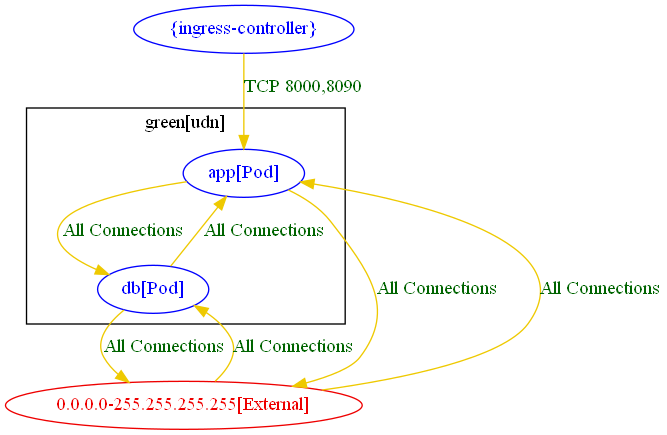 {ingress-controller}
TCP 8000,8090
green[udn]
app[Pod]
All Connections
All Connections
db[Pod]
All Connections
All Connections
All Connections
All Connections
0.0.0.0-255.255.255.255[External]